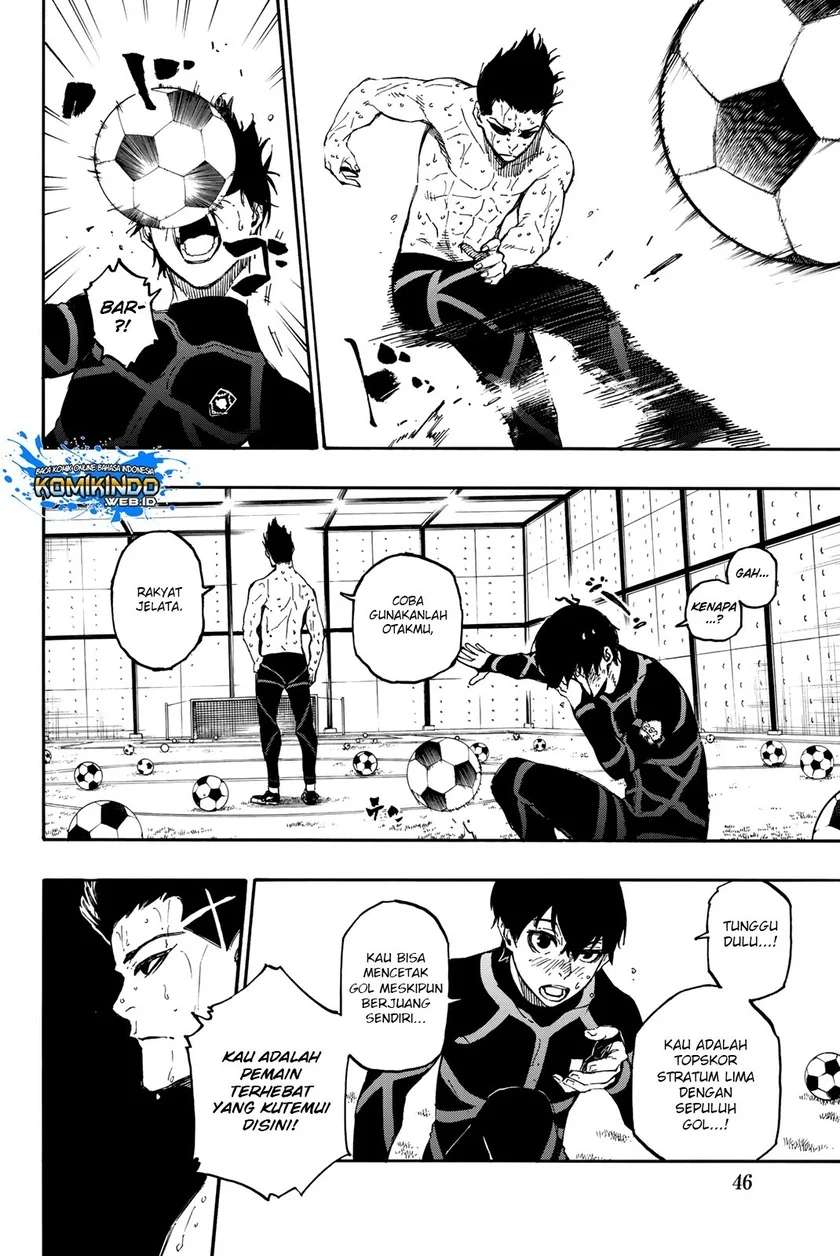 BAR-
?!
GAH...
KENAPA
...?
COBA
GUNAKANLAH
OTAKMU,
RAKYAT
JELATA.
BACA KOMIK ONLINE BAHASA INDONESIA
KOMIKINDO
WEB.ID
TUNGGU
DULU...!
KAU ADALAH
TOPSKOR
STRATUM LIMA
DENGAN
SEPULUH
GOL...!
KAU BISA
MENCETAK
GOL MESKIPUN
BERJUANG
SENDIRI...
KAU ADALAH
PEMAIN
TERHEBAT
YANG KUTEMUI
DISINI!
46